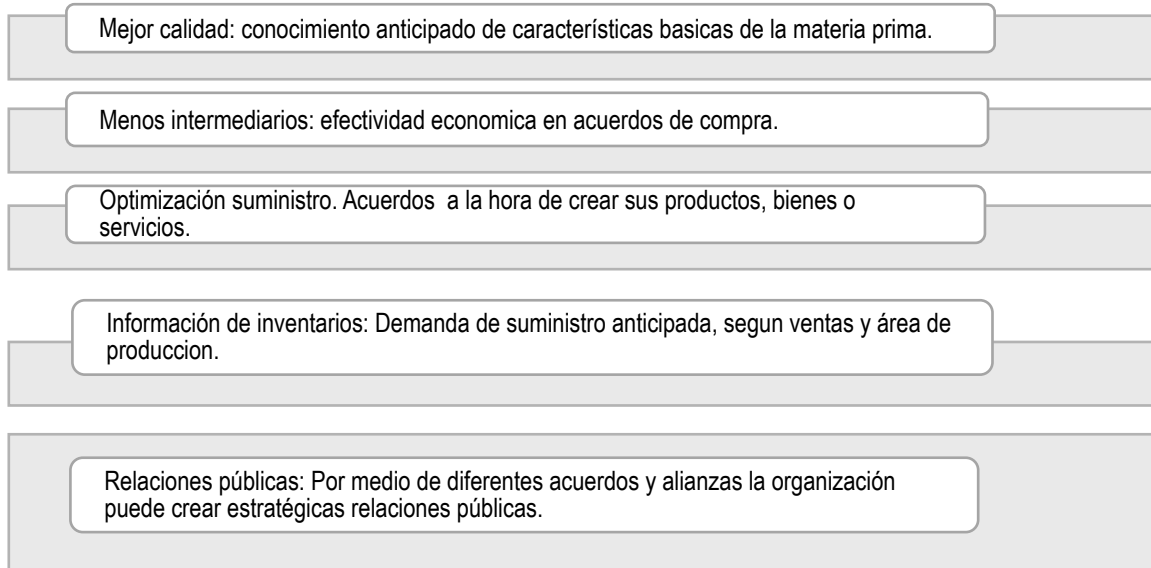 Mejor calidad: conocimiento anticipado de características basicas de la materia prima.
Menos intermediarios: efectividad economica en acuerdos de compra.
Optimización suministro. Acuerdos a la hora de crear sus productos, bienes o
servicios.
Información de inventarios: Demanda de suministro anticipada, segun ventas y área de
produccion.
Relaciones públicas: Por medio de diferentes acuerdos y alianzas la organización
puede crear estratégicas relaciones públicas.